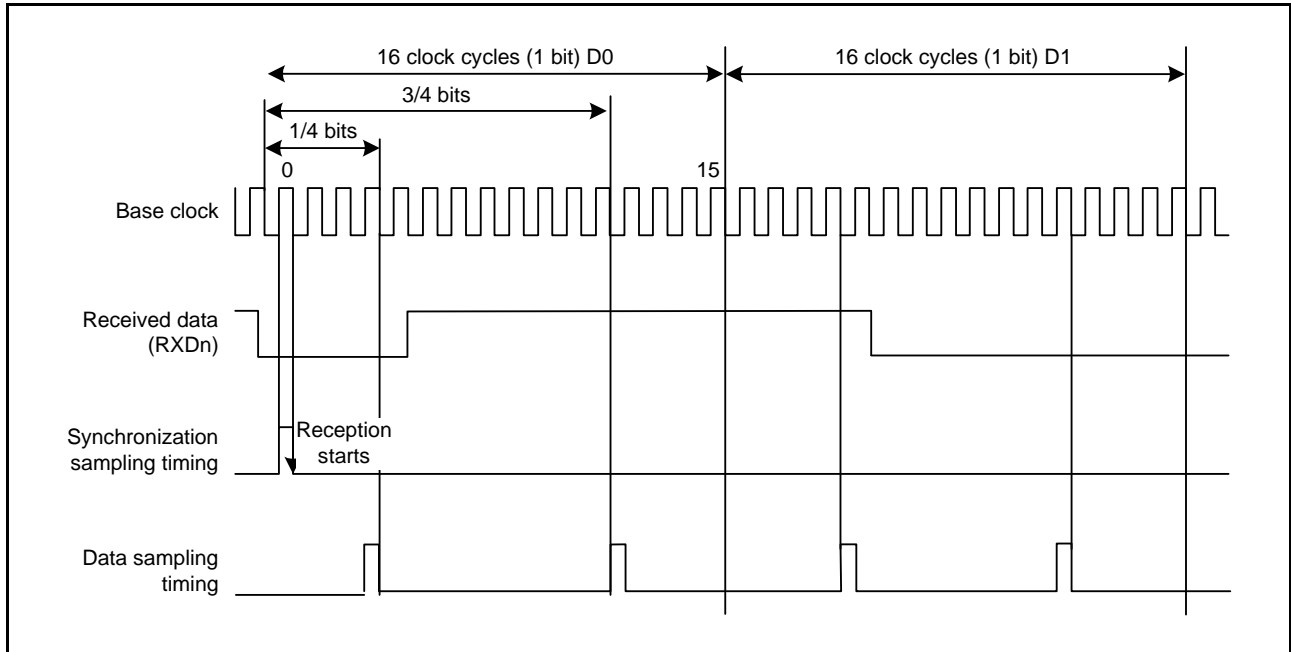 16 clock cycles (1 bit) D0
16 clock cycles (1 bit) D1
3/4 bits
1/4 bits
0
15
Base clock
Received data
(RXDn)
Synchronization
sampling timing
Reception
starts
Data sampling
timing